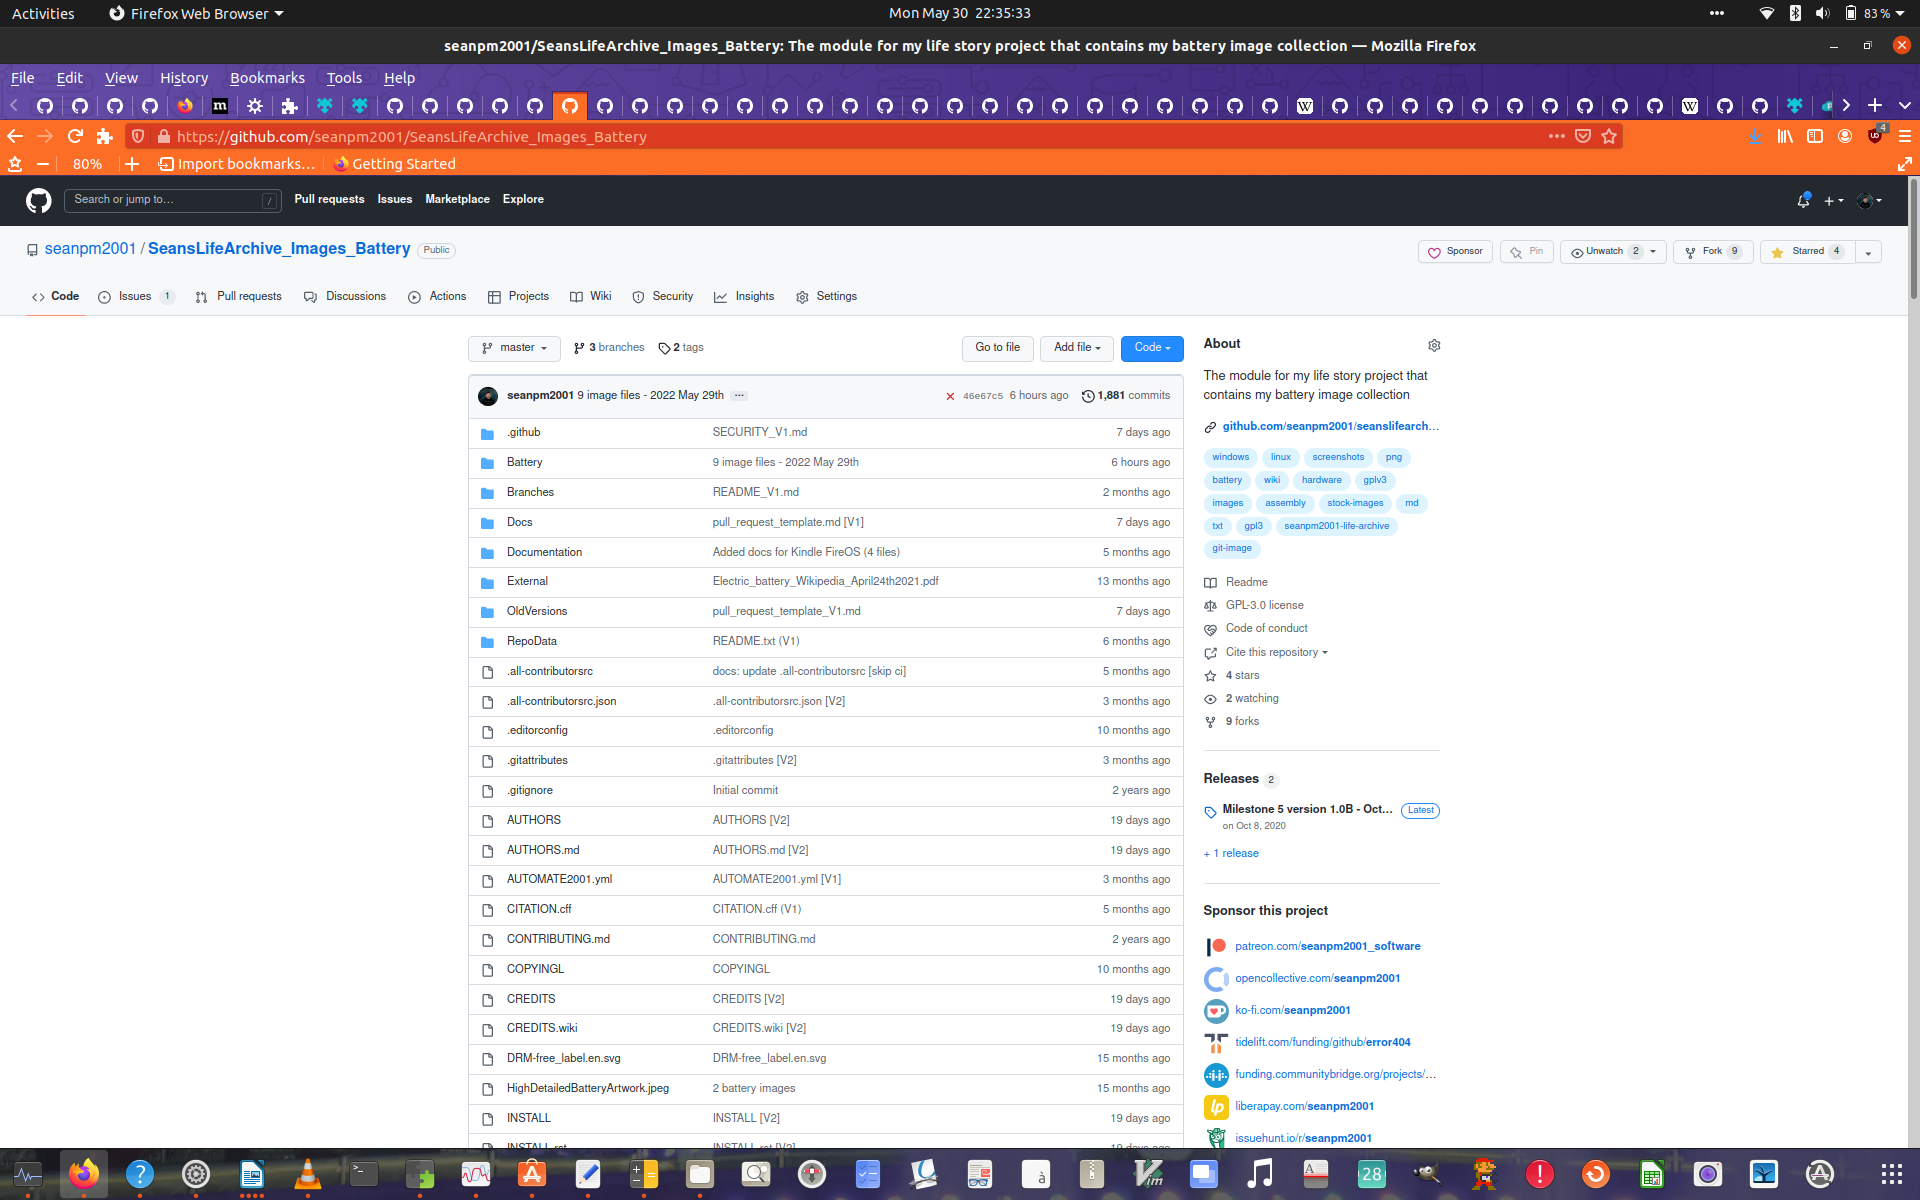 Activities Firefox Web Browser Mon May 30 22:35:33 83 %
seanpm2001/SeansLifeArchive_Images_Battery: The module for my life story project that contains my battery image collection — Mozilla Firefox
File Edit View History Bookmarks Tools Help
https://github.com/seanpm2001/SeansLifeArchive_Images_Battery 4
80% Import bookmarks… Getting Started
Search or jump to… / Pull requests Issues Marketplace Explore
seanpm2001 / SeansLifeArchive_Images_Battery Public Sponsor Pin Unwatch 2 Fork 9 Starred 4
Code Issues 1 Pull requests Discussions Actions Projects Wiki Security Insights Settings
master 3 branches 2 tags Go to file Add file Code
seanpm2001 9 image files - 2022 May 29th ... 46e67c5 6 hours ago 1,881 commits
.github SECURITY_V1.md 7 days ago
Battery 9 image files - 2022 May 29th 6 hours ago
Branches README_V1.md 2 months ago
Docs pull_request_template.md [V1] 7 days ago
Documentation Added docs for Kindle FireOS (4 files) 5 months ago
External Electric_battery_Wikipedia_April24th2021.pdf 13 months ago
OldVersions pull_request_template_V1.md 7 days ago
RepoData README.txt (V1) 6 months ago
.all-contributorsrc docs: update .all-contributorsrc [skip ci] 5 months ago
.all-contributorsrc.json .all-contributorsrc.json [V2] 3 months ago
.editorconfig .editorconfig 10 months ago
.gitattributes .gitattributes [V2] 3 months ago
.gitignore Initial commit 2 years ago
AUTHORS AUTHORS [V2] 19 days ago
AUTHORS.md AUTHORS.md [V2] 19 days ago
AUTOMATE2001.yml AUTOMATE2001.yml [V1] 3 months ago
CITATION.cff CITATION.cff (V1) 5 months ago
CONTRIBUTING.md CONTRIBUTING.md 2 years ago
COPYINGL COPYINGL 10 months ago
CREDITS CREDITS [V2] 19 days ago
CREDITS.wiki CREDITS.wiki [V2] 19 days ago
DRM-free_label.en.svg DRM-free_label.en.svg 15 months ago
HighDetailedBatteryArtwork.jpeg 2 battery images 15 months ago
INSTALL INSTALL [V2] 19 days ago
INSTALL.rst INSTALL.rst [V2] 19 days ago
About
The module for my life story project that
contains my battery image collection
github.com/seanpm2001/seanslifearch…
windows linux screenshots png
battery wiki hardware gplv3
images assembly stock-images md
txt gpl3 seanpm2001-life-archive
git-image
Readme
GPL-3.0 license
Code of conduct
Cite this repository
4 stars
2 watching
9 forks
Releases 2
Milestone 5 version 1.0B - Oct… Latest
on Oct 8, 2020
+ 1 release
Sponsor this project
patreon.com/seanpm2001_software
opencollective.com/seanpm2001
ko-fi.com/seanpm2001
tidelift.com/funding/github/error404
funding.communitybridge.org/projects/…
liberapay.com/seanpm2001
issuehunt.io/r/seanpm2001
28